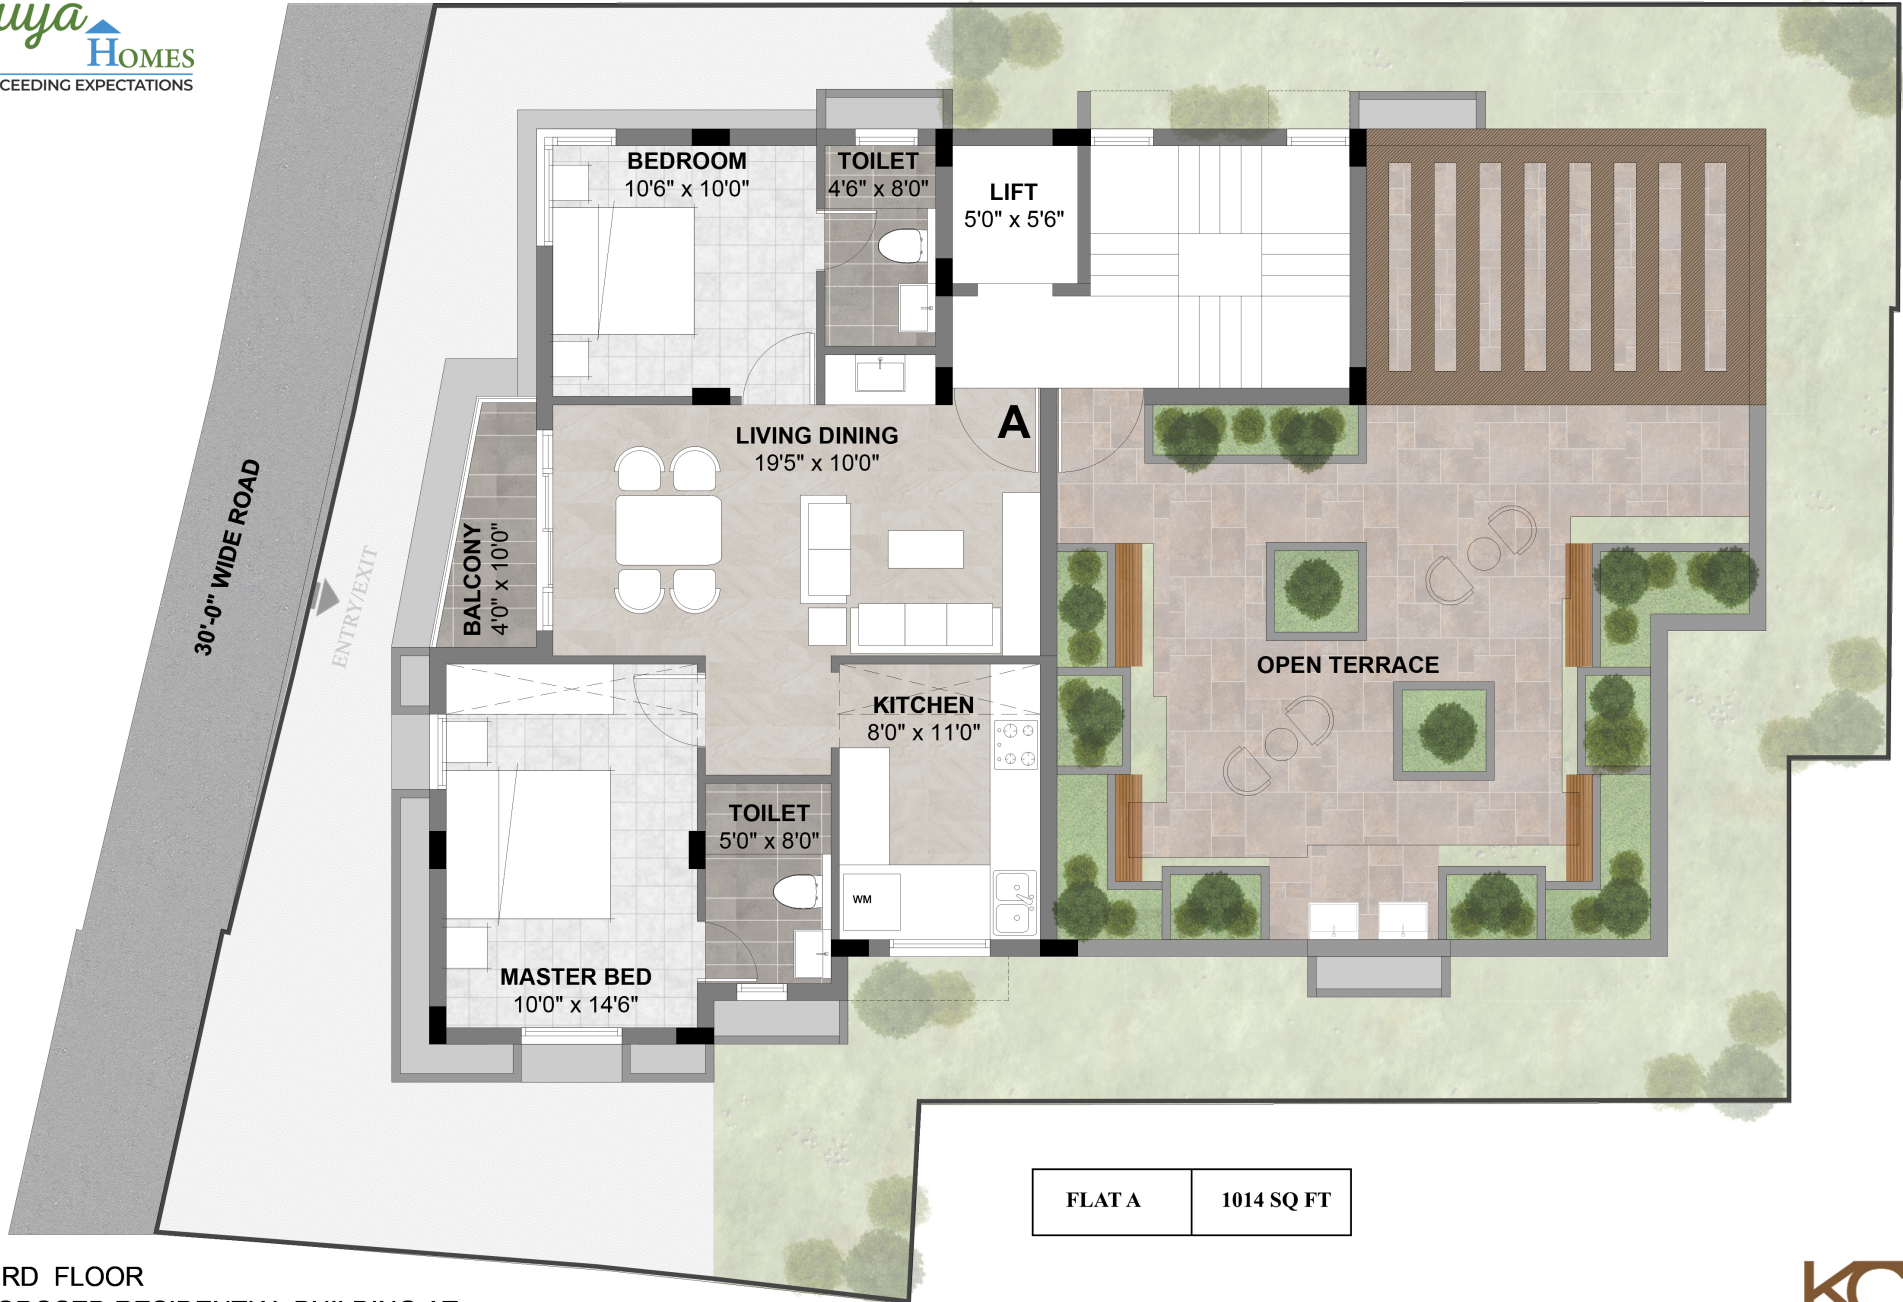 HOMES
CEEDING EXPECTATIONS
BEDROOM
10'6" x 10'0"
TOILET
4'6" x 8'0"
LIFT
5'0" x 5'6"
A
LIVING DINING
19'5" x 10'0"
30'-0" WIDE ROAD
ENTRY/EXIT
BALCONY
4'0" x 10'0"
OPEN TERRACE
KITCHEN
8'0" x 11'0"
TOILET
5'0" x 8'0"
WM
MASTER BED
10'0" x 14'6"
FLAT A
1014 SQ FT
RD FLOOR